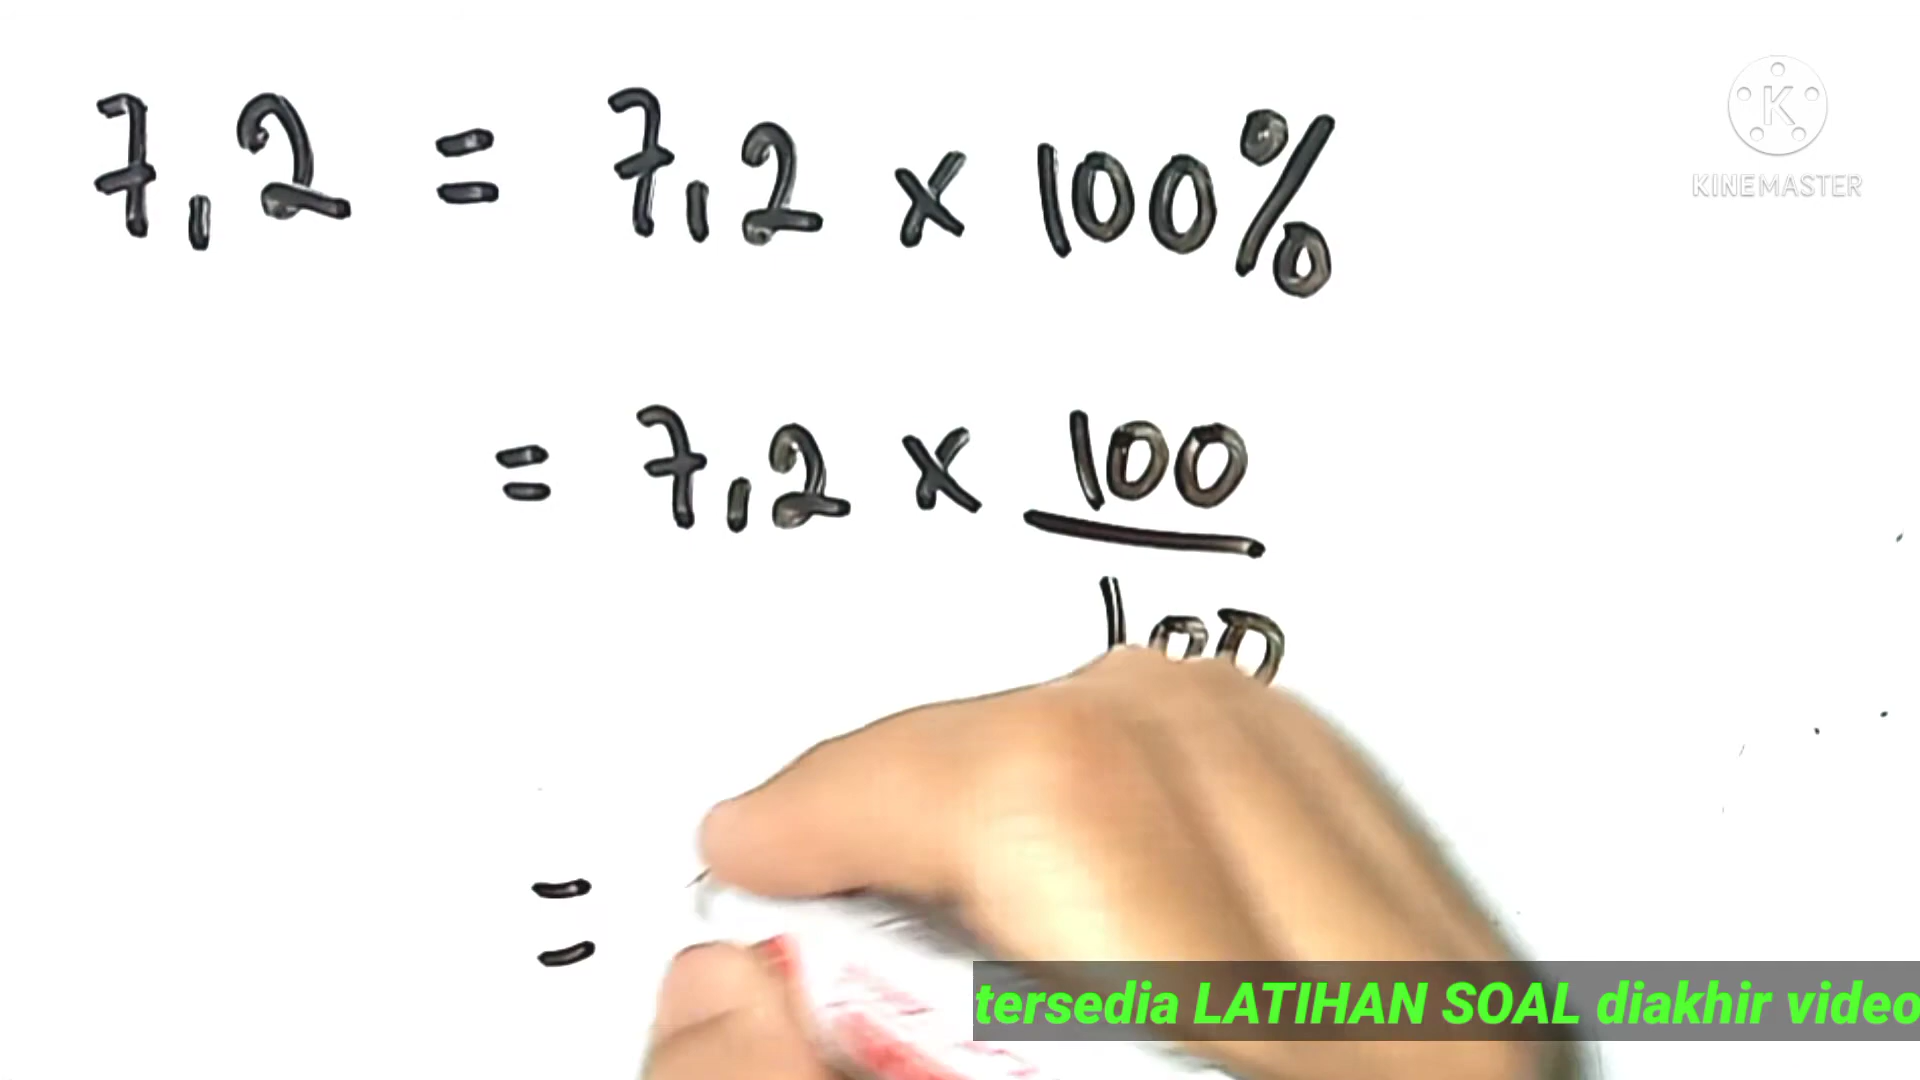 7,2 = 7,2 x 100%
= 7,2 x 100
100
=
KINEMASTER
tersedia LATIHAN SOAL diakhir video